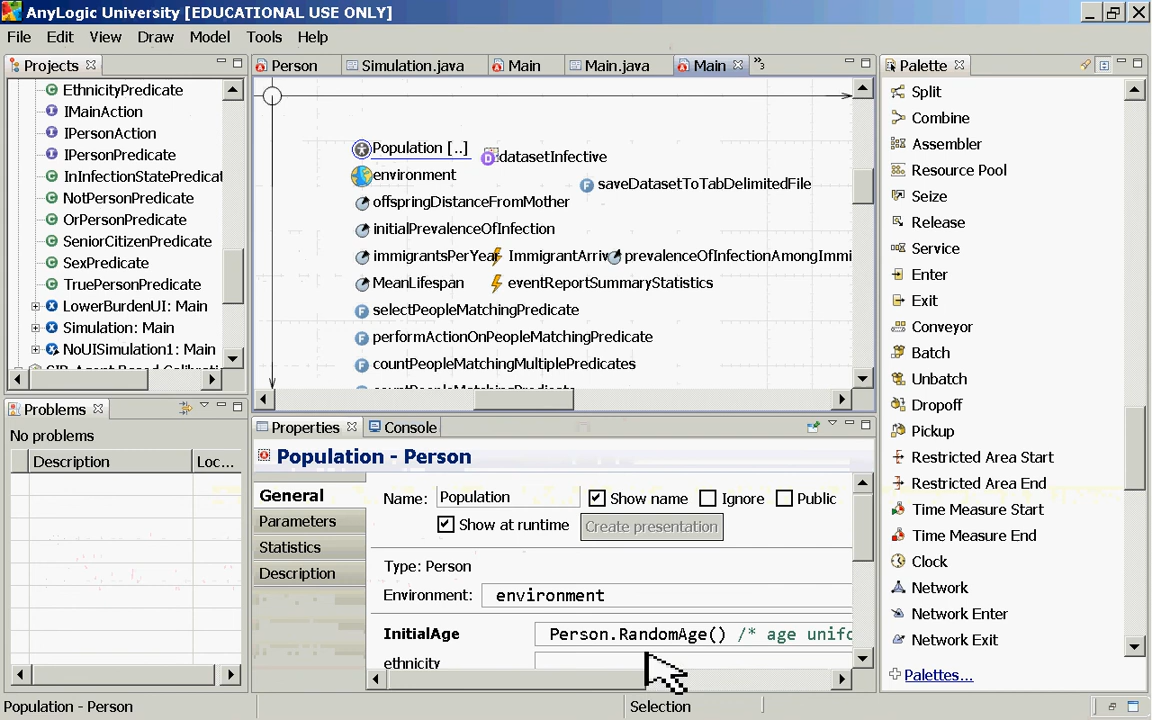 AnyLogic University [EDUCATIONAL USE ONLY]
File Edit View Draw Model Tools Help
Projects
EthnicityPredicate
IMainAction
IPersonAction
IPersonPredicate
InInfectionStatePredicat
NotPersonPredicate
OrPersonPredicate
SeniorCitizenPredicate
SexPredicate
TruePersonPredicate
LowerBurdenUI: Main
Simulation: Main
NoUISimulation1: Main
Problems
No problems
Description Loc...
Person Simulation.java Main Main.java Main »3
Population [..] datasetInfective
environment saveDatasetToTabDelimitedFile
offspringDistanceFromMother
initialPrevalenceOfInfection
immigrantsPerYear ImmigrantArriv prevalenceOfInfectionAmongImmi
MeanLifespan eventReportSummaryStatistics
selectPeopleMatchingPredicate
performActionOnPeopleMatchingPredicate
countPeopleMatchingMultiplePredicates
countPeopleMatchingPredicate
Properties Console
Population - Person
General
Parameters
Statistics
Description
Name: Population Show name Ignore Public
Show at runtime Create presentation
Type: Person
Environment: environment
InitialAge Person.RandomAge() /* age unifo
ethnicity
Palette
Split
Combine
Assembler
Resource Pool
Seize
Release
Service
Enter
Exit
Conveyor
Batch
Unbatch
Dropoff
Pickup
Restricted Area Start
Restricted Area End
Time Measure Start
Time Measure End
Clock
Network
Network Enter
Network Exit
Palettes...
Population - Person Selection